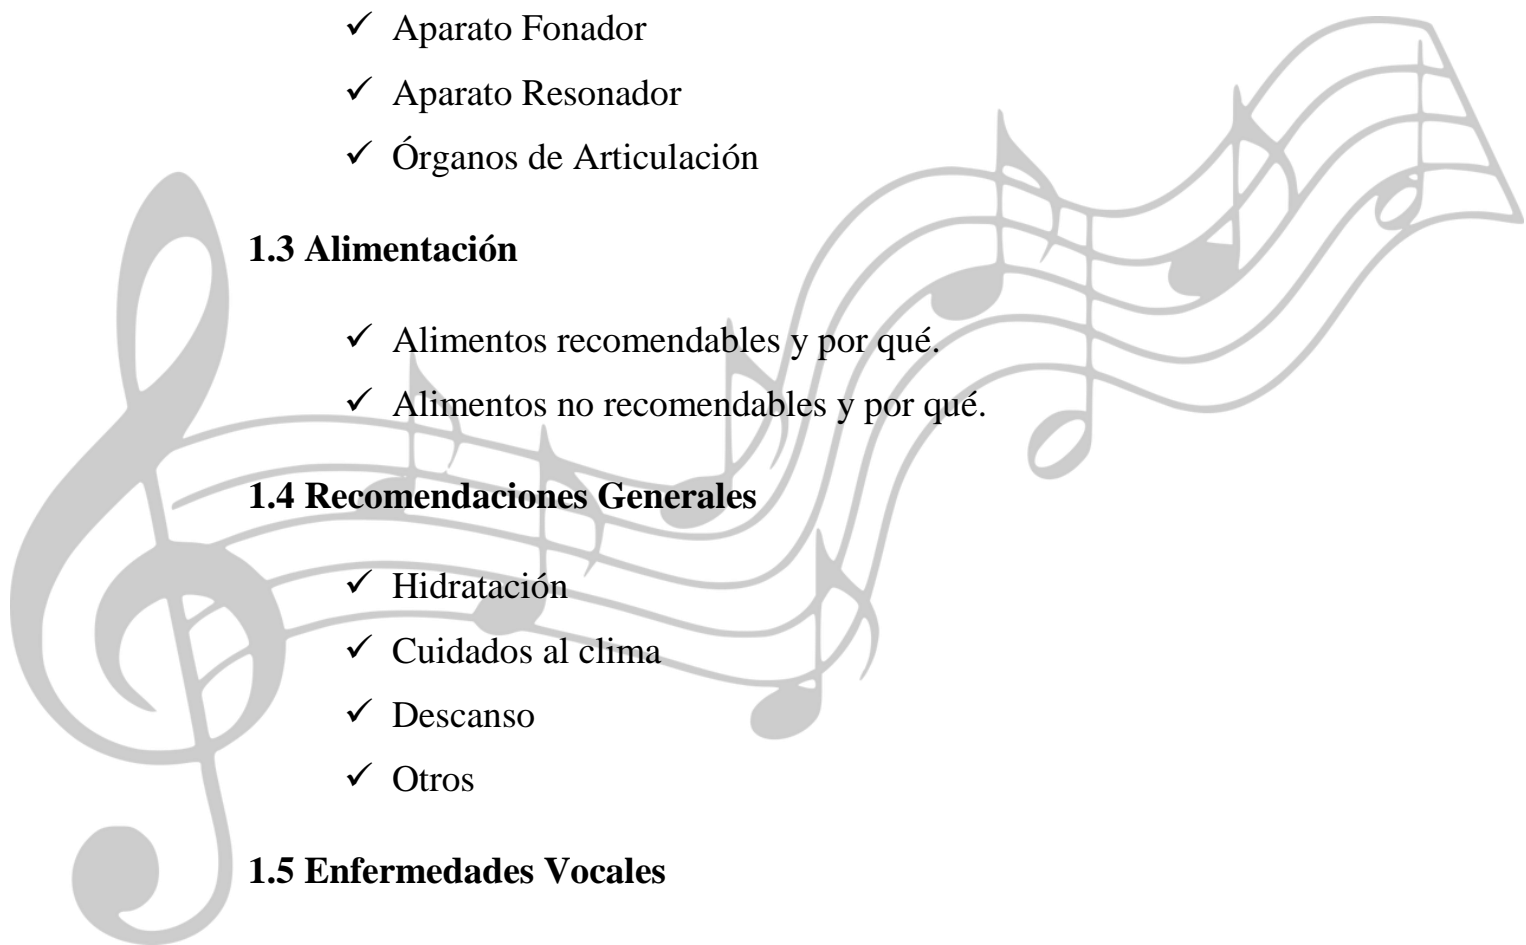 ✓ Aparato Fonador
✓ Aparato Resonador
✓ Órganos de Articulación
1.3 Alimentación
✓ Alimentos recomendables y por qué.
✓ Alimentos no recomendables y por qué.
1.4 Recomendaciones Generales
✓ Hidratación
✓ Cuidados al clima
✓ Descanso
✓ Otros
1.5 Enfermedades Vocales